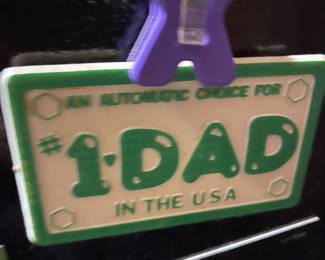 AN AUTOMATIC CHOICE FOR
#1·DAD
IN THE USA